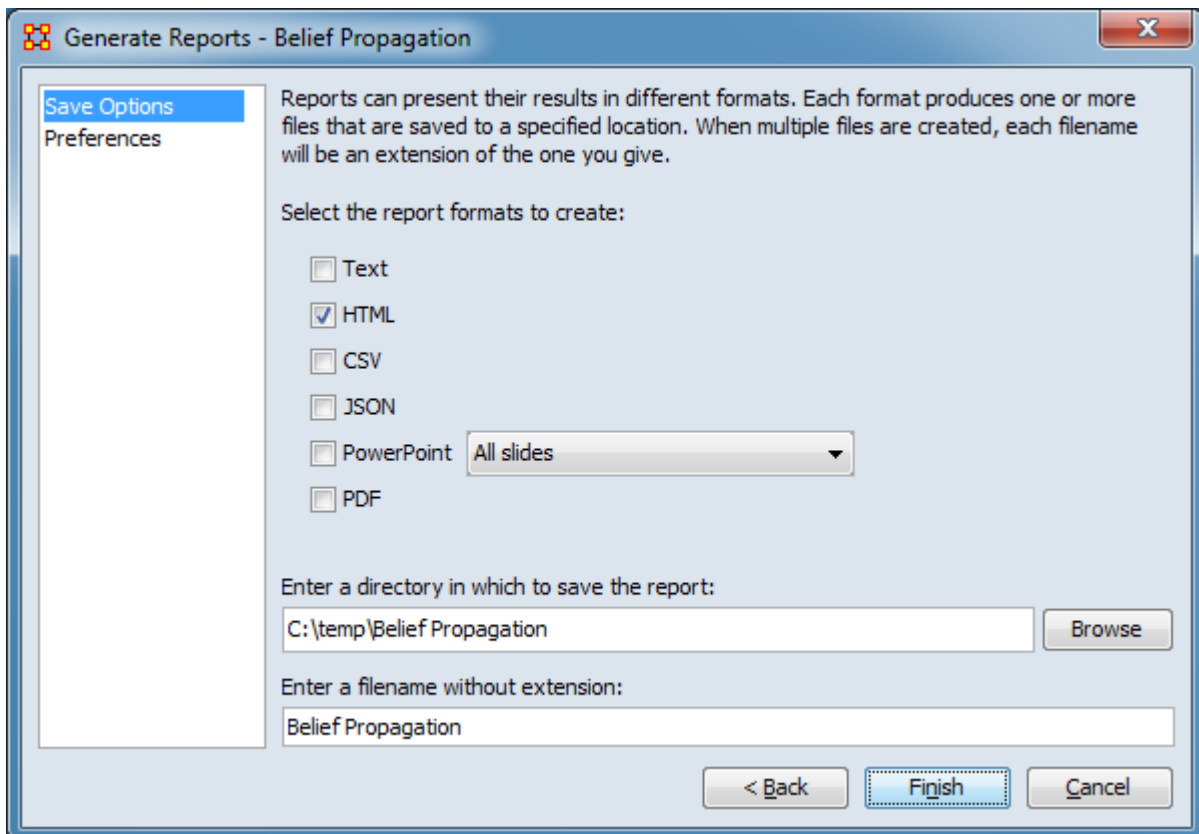 Generate Reports - Belief Propagation
x
Save Options
Preferences
Reports can present their results in different formats. Each format produces one or more
files that are saved to a specified location. When multiple files are created, each filename
will be an extension of the one you give.
Select the report formats to create:
Text
HTML
CSV
JSON
PowerPoint All slides
PDF
Enter a directory in which to save the report:
C:\temp\Belief Propagation Browse
Enter a filename without extension:
Belief Propagation
< Back Finish Cancel